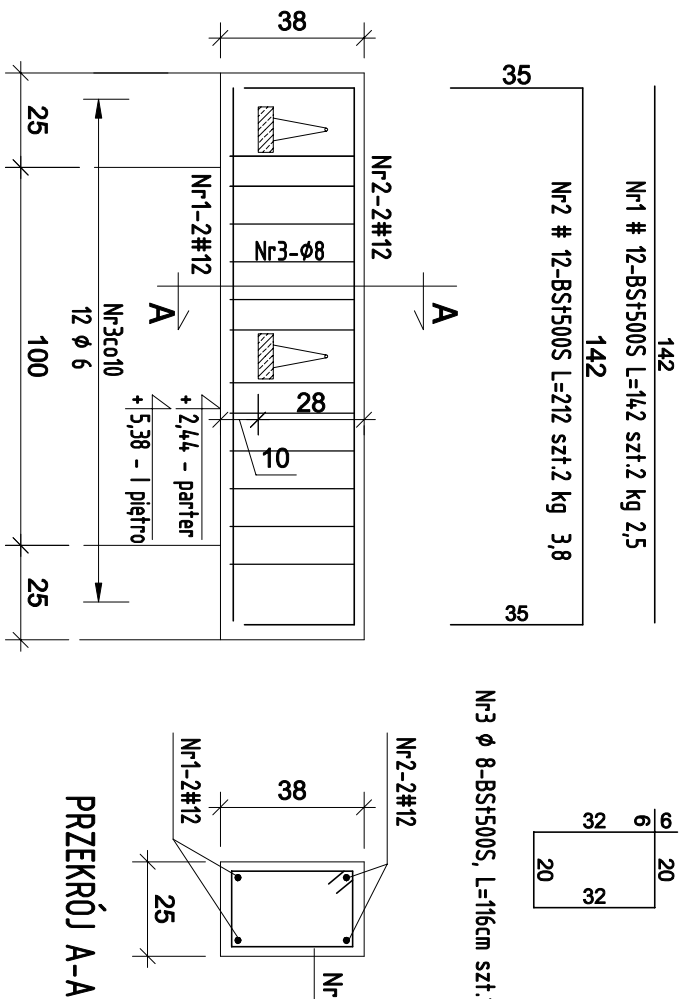 142
Nr1 # 12-BSt500S L=142 szt.2 kg 2,5
142
35
35
Nr2 # 12-BSt500S L=212 szt.2 kg 3,8
Nr2-2#12
38
Nr3-ϕ8
28
10
Nr1-2#12
A
A
+ 2,44 - parter
+ 5,38 - I piętro
Nr3co10
12 ϕ 6
25
100
25
6
6
20
32
32
20
Nr3 ϕ 8-BSt500S, L=116cm szt.
Nr2-2#12
38
Nr1-2#12
Nr
25
PRZEKRÓJ A-A